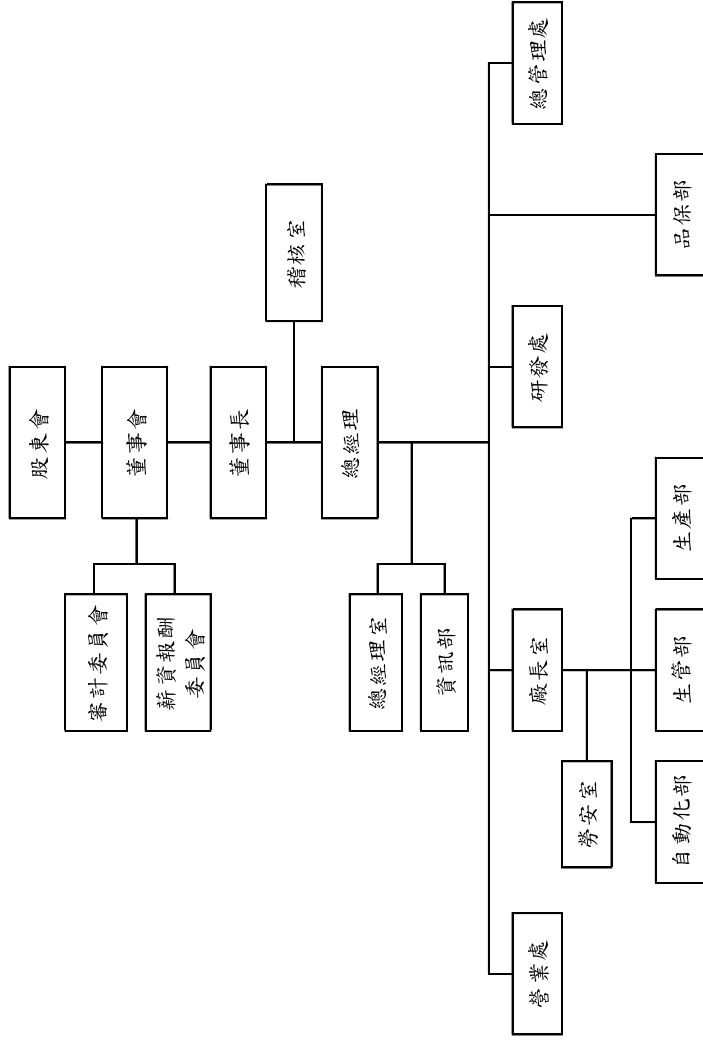 股東會
董事會
審計委員會
薪資報酬
委員會
董事長
稽核室
總經理
總經理室
資訊部
營業處
廠長室
研發處
總管理處
勞安室
自動化部
生管部
生產部
品保部